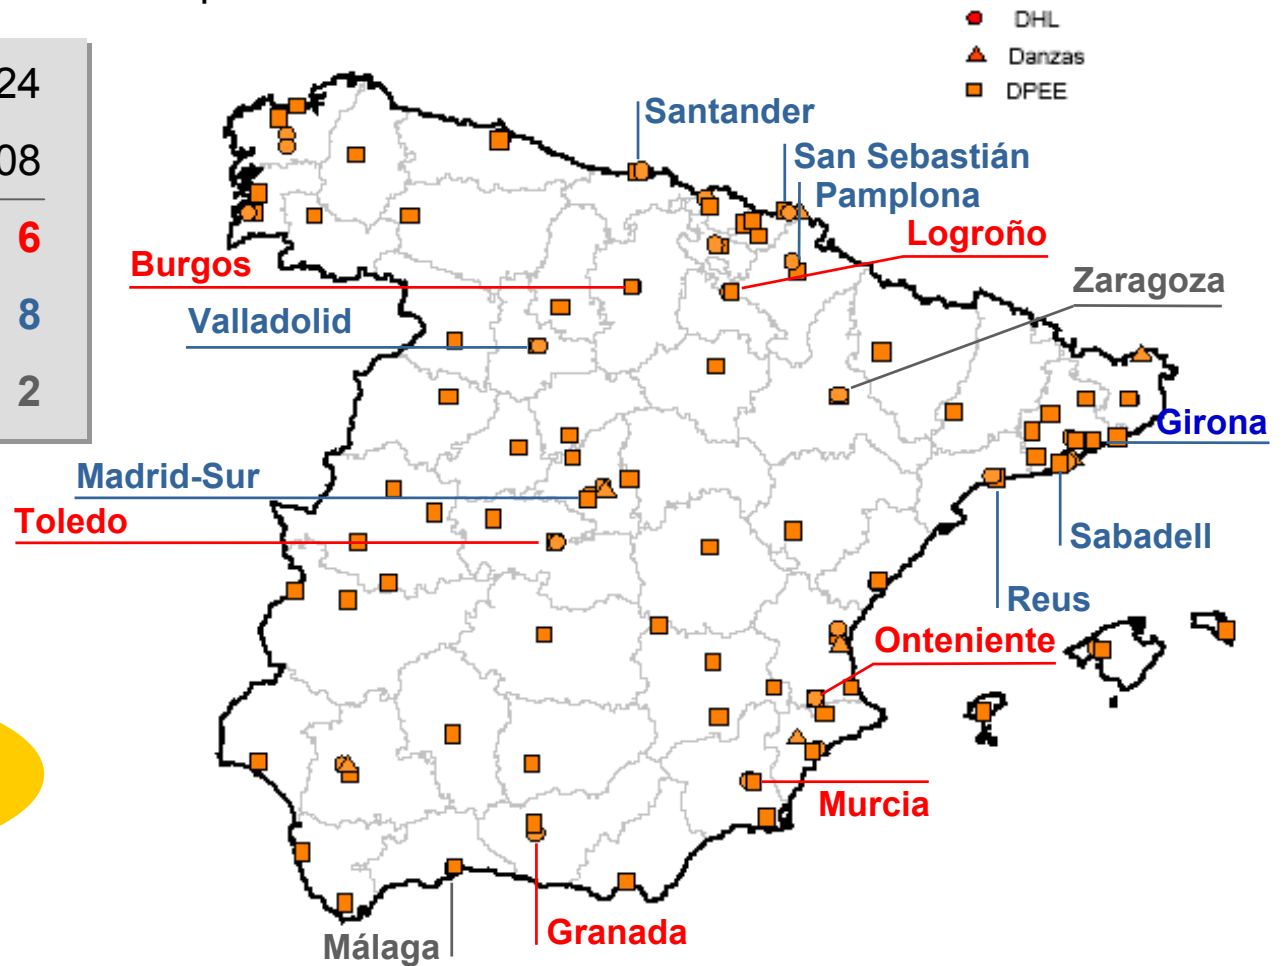 DHL
Danzas
DPEE
24
08
6
8
2
Santander
San Sebastián
Pamplona
Logroño
Burgos
Zaragoza
Valladolid
Girona
Madrid-Sur
Toledo
Sabadell
Reus
Onteniente
Murcia
Granada
Málaga